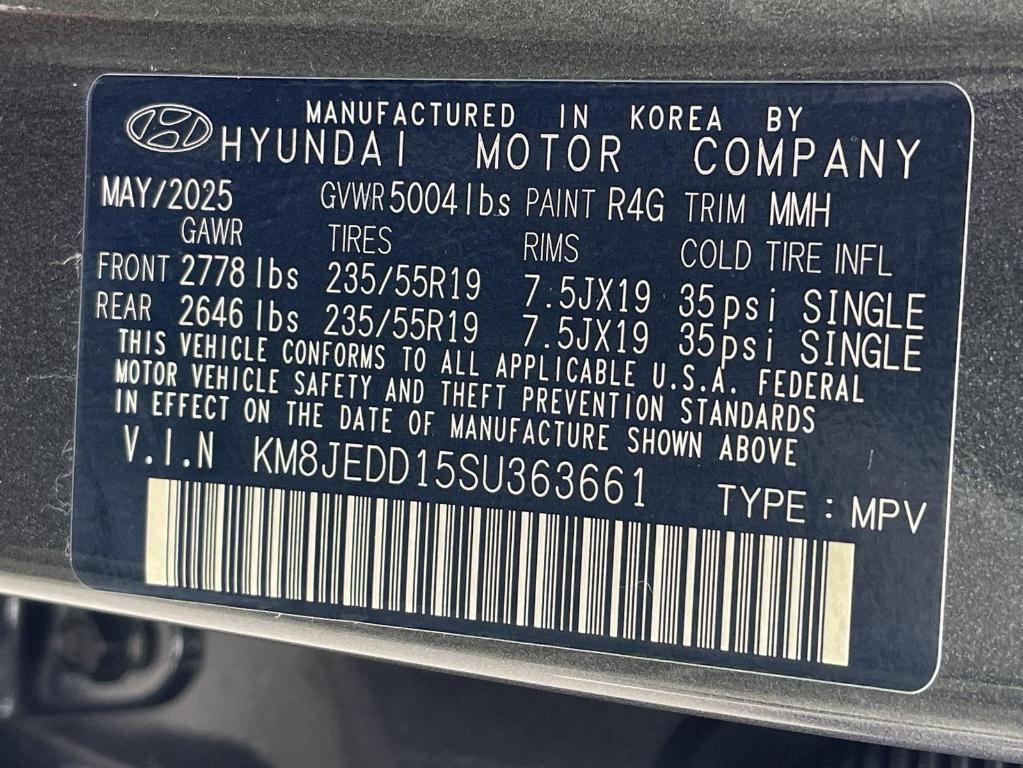 MANUFACTURED IN KOREA BY
HYUNDAI MOTOR COMPANY
MAY/2025 GVWR 5004 lbs PAINT R4G TRIM MMH
GAWR TIRES RIMS COLD TIRE INFL
FRONT 2778 lbs 235/55R19 7.5JX19 35psi SINGLE
REAR 2646 lbs 235/55R19 7.5JX19 35psi SINGLE
THIS VEHICLE CONFORMS TO ALL APPLICABLE U.S.A. FEDERAL
MOTOR VEHICLE SAFETY AND THEFT PREVENTION STANDARDS
IN EFFECT ON THE DATE OF MANUFACTURE SHOWN ABOVE
V.I.N KM8JEDD15SU363661 TYPE : MPV